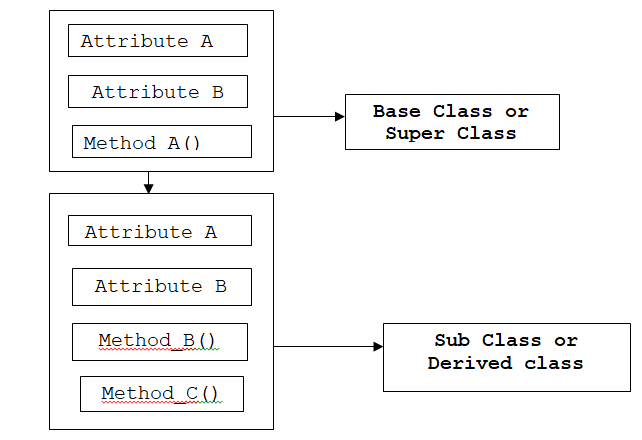 Attribute A
Attribute B
Method A()
Base Class or
Super Class
Attribute A
Attribute B
Method_B()
Method_C()
Sub Class or
Derived class